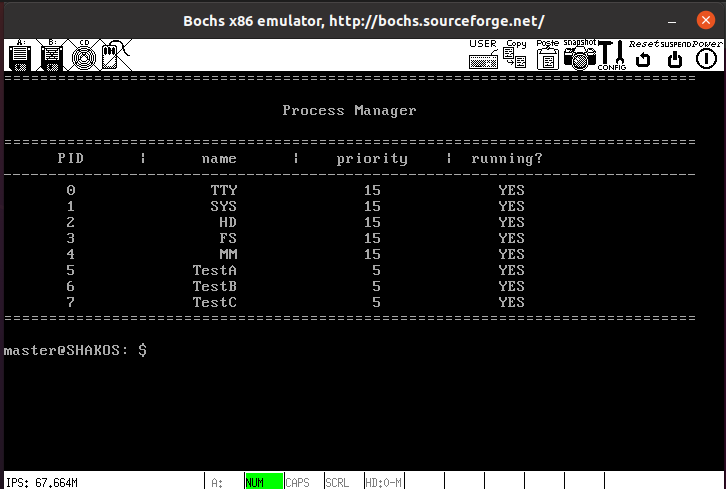 Bochs x86 emulator, http://bochs.sourceforge.net/
A: B: CD USER Copy Paste snapshot CONFIG Reset SUSPEND Power
================================================================================
Process Manager
================================================================================
PID | name | priority | running?
--------------------------------------------------------------------------------
0 TTY 15 YES
1 SYS 15 YES
2 HD 15 YES
3 FS 15 YES
4 MM 15 YES
5 TestA 5 YES
6 TestB 5 YES
7 TestC 5 YES
================================================================================
master@SHAKOS: $
IPS: 67.664M A: NUM CAPS SCRL HD:0-M